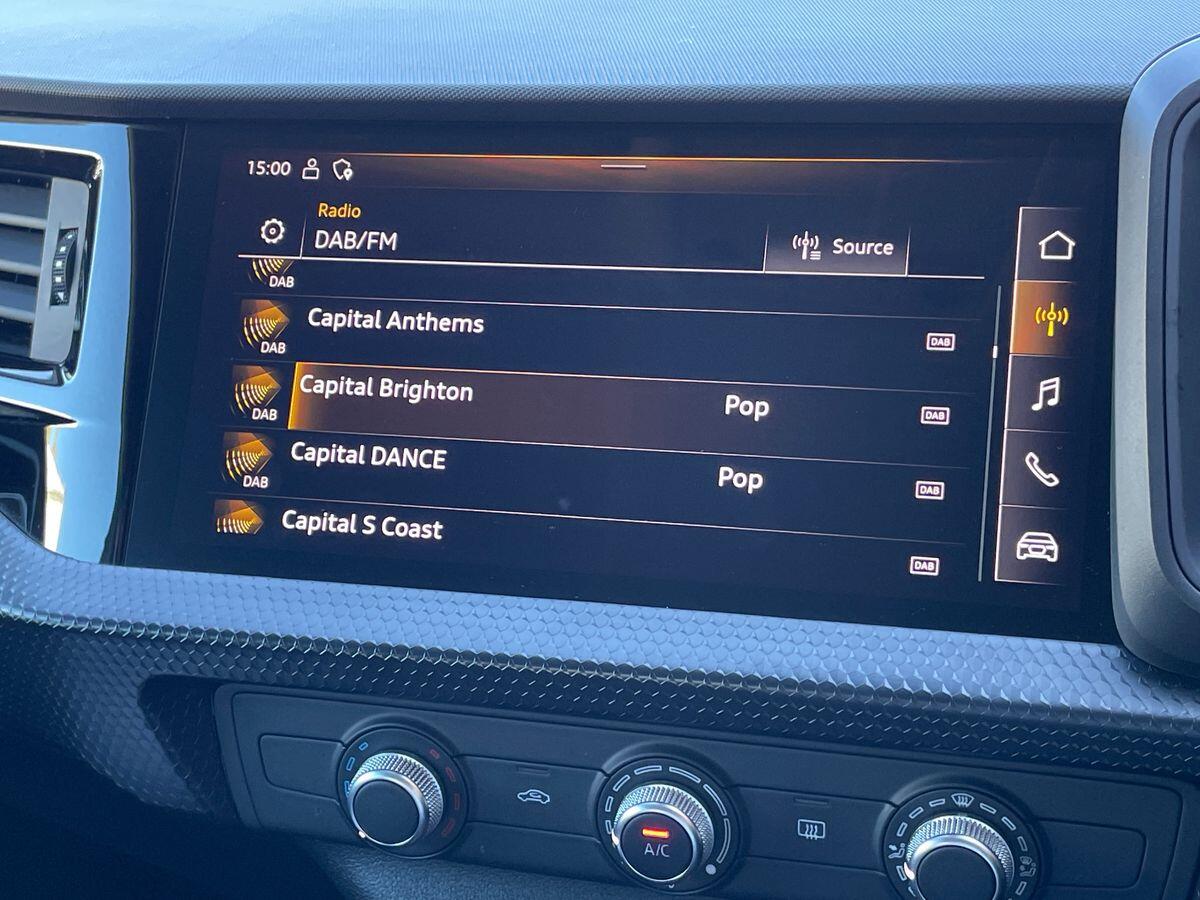 15:00
Radio
DAB/FM
Source
DAB
Capital Anthems
DAB
DAB
Capital Brighton
Pop
DAB
DAB
Capital DANCE
Pop
DAB
DAB
Capital S Coast
DAB
A/C